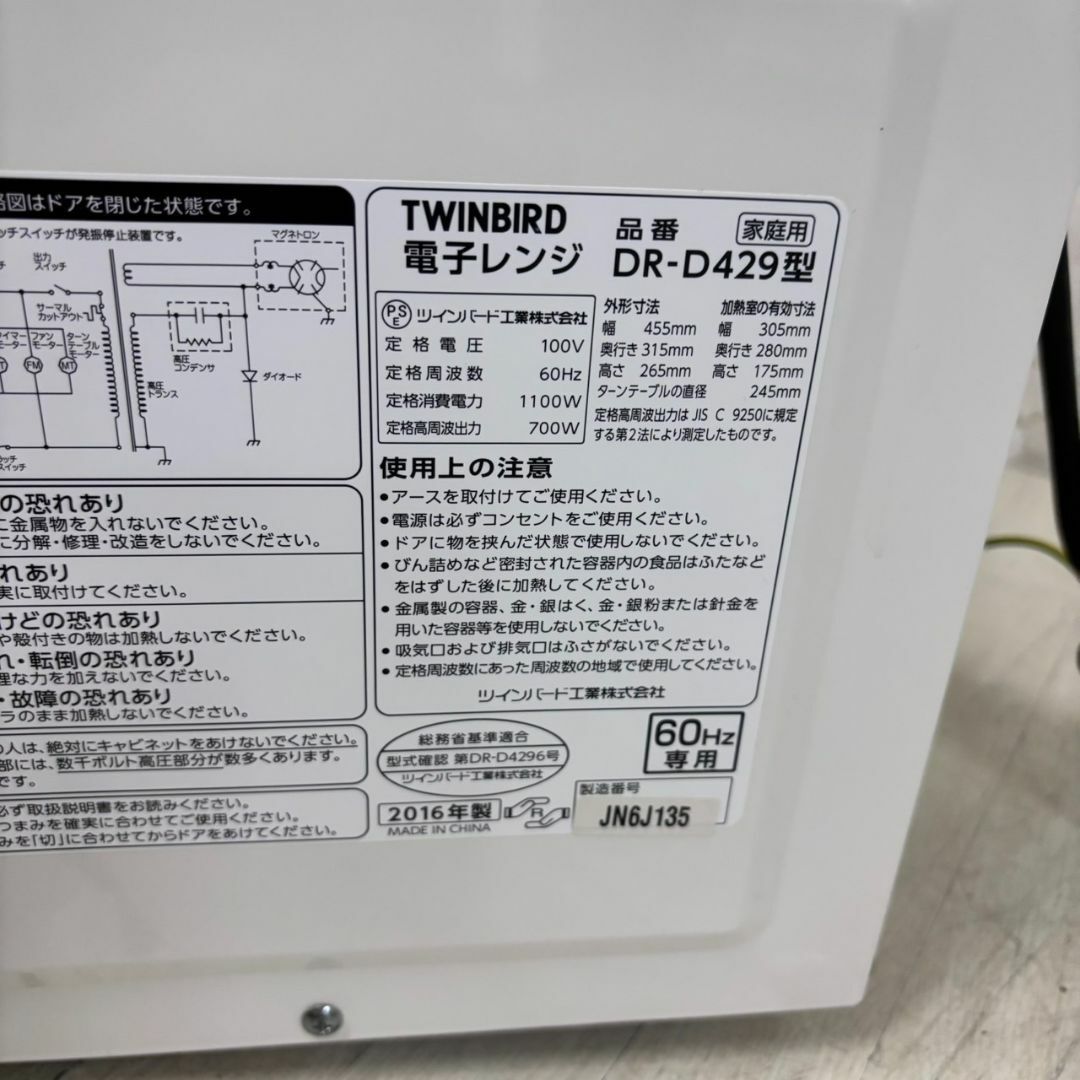 図はドアを閉じた状態です。
ッチスイッチが発振停止装置です。
マグネトロン
出力
スイッチ
サーマル
カットアウト
イマー
モーター
ファン
モーター
ターン
テーブル
モーター
FM
MT
高圧
コンデンサ
高圧
トランス
ダイオード
ッチ
スイッチ
の恐れあり
に金属物を入れないでください。
に分解・修理・改造をしないでください。
れあり
実に取付けてください。
けどの恐れあり
や殻付きの物は加熱しないでください。
れ・転倒の恐れあり
理な力を加えないでください。
・故障の恐れあり
ラのまま加熱しないでください。
の人は、絶対にキャビネットをあけないでください。
部には、数千ボルト高圧部分が数多くあります。
です。
必ず取扱説明書をお読みください。
つまみを確実に合わせてご使用ください。
みを「切」に合わせてからドアをあけてください。
TWINBIRD
電子レンジ
品番 家庭用
DR-D429型
PSE ツインバード工業株式会社
定格電圧 100V
定格周波数 60Hz
定格消費電力 1100W
定格高周波出力 700W
外形寸法 加熱室の有効寸法
幅 455mm 幅 305mm
奥行き 315mm 奥行き 280mm
高さ 265mm 高さ 175mm
ターンテーブルの直径 245mm
定格高周波出力は JIS C 9250に規定
する第2法により測定したものです。
使用上の注意
•アースを取付けてご使用ください。
•電源は必ずコンセントをご使用ください。
•ドアに物を挟んだ状態で使用しないでください。
•びん詰めなど密封された容器内の食品はふたなど
をはずした後に加熱してください。
•金属製の容器、金・銀はく、金・銀粉または針金を
用いた容器等を使用しないでください。
•吸気口および排気口はふさがないでください。
•定格周波数にあった周波数の地域で使用してください。
ツインバード工業株式会社
総務省基準適合
型式確認 第DR-D4296号
ツインバード工業株式会社
60Hz
専用
2016年製
MADE IN CHINA
R
製造番号
JN6J135